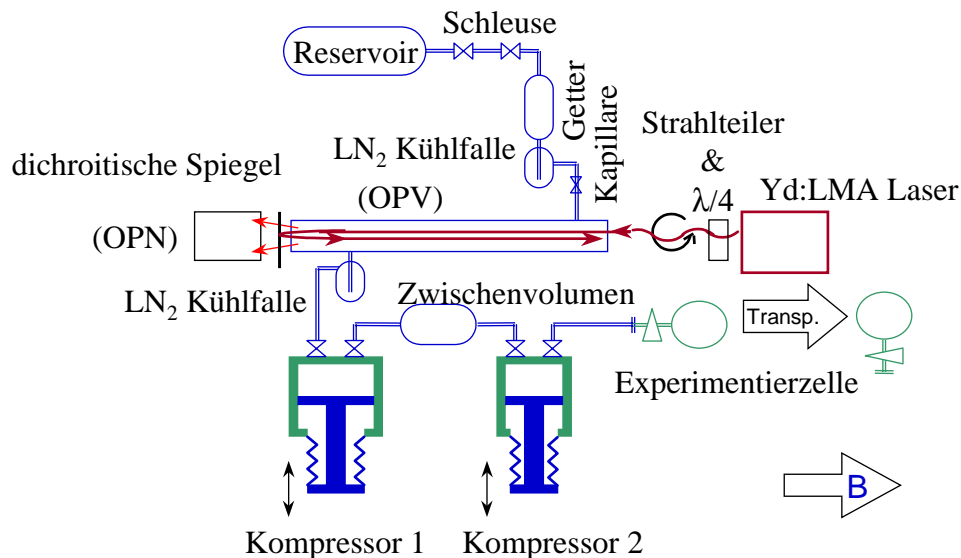 Schleuse
Reservoir
Getter
Kapillare
Strahlteiler
&
λ/4
LN₂ Kühlfalle
dichroitische Spiegel
(OPV)
Yd:LMA Laser
(OPN)
LN₂ Kühlfalle
Zwischenvolumen
Transp.
Experimentierzelle
B
Kompressor 1
Kompressor 2